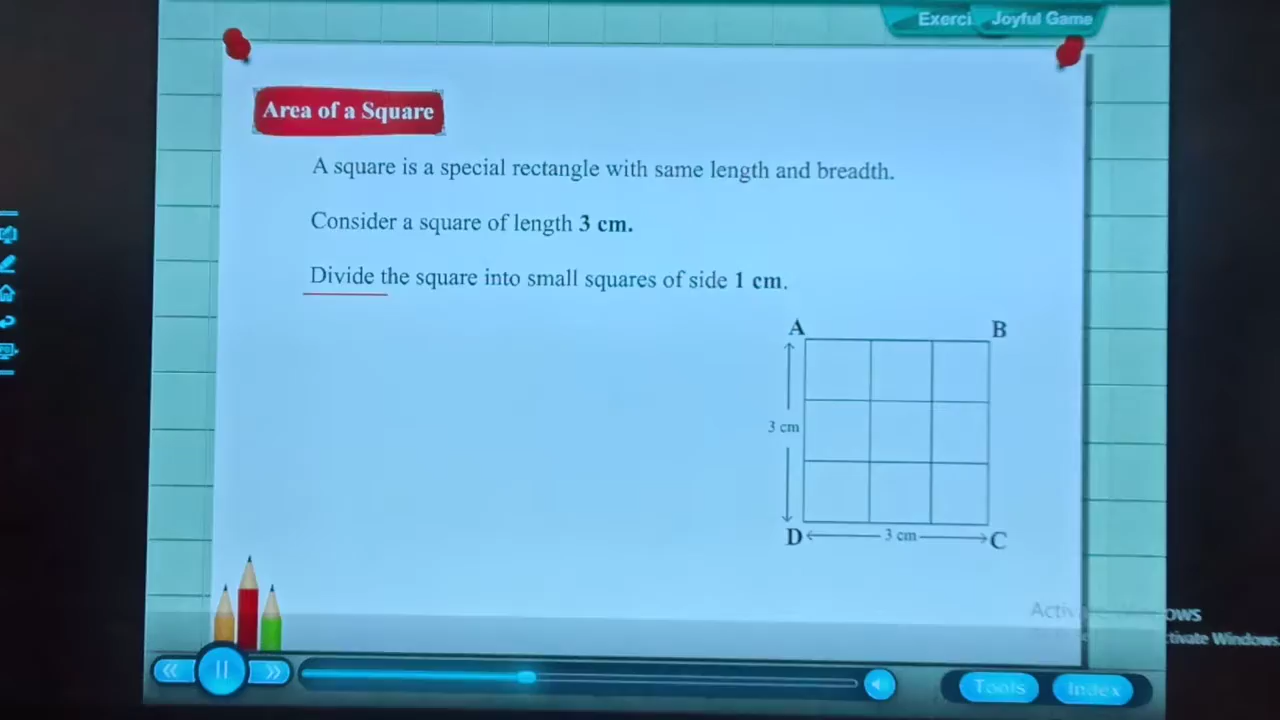 Exerci Joyful Game
Area of a Square
A square is a special rectangle with same length and breadth.
Consider a square of length 3 cm.
Divide the square into small squares of side 1 cm.
A B
3 cm
D 3 cm C
Tools Index